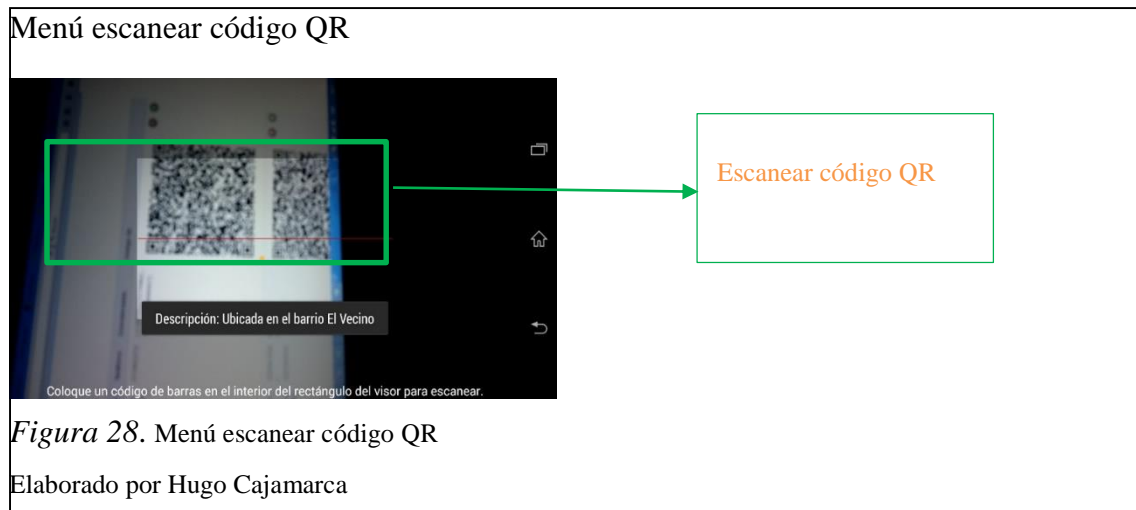 Menú escanear código QR
Escanear código QR
Descripción: Ubicada en el barrio El Vecino
Coloque un código de barras en el interior del rectángulo del visor para escanear.
Figura 28. Menú escanear código QR
Elaborado por Hugo Cajamarca